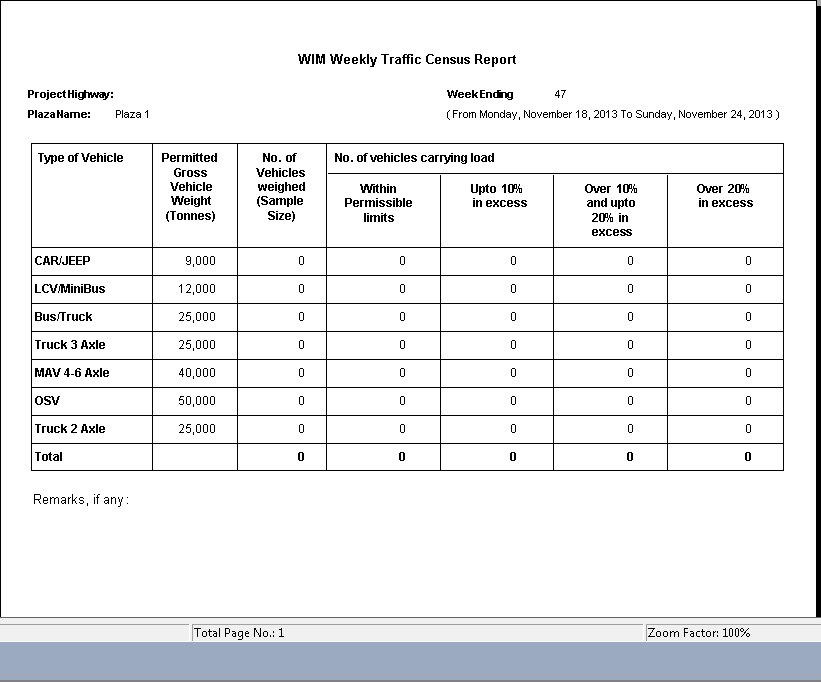 WIM Weekly Traffic Census Report
Project Highway: Week Ending 47
Plaza Name: Plaza 1 ( From Monday, November 18, 2013 To Sunday, November 24, 2013 )
Type of Vehicle Permitted Gross Vehicle Weight (Tonnes) No. of Vehicles weighed (Sample Size) No. of vehicles carrying load
Within Permissible limits Upto 10% in excess Over 10% and upto 20% in excess Over 20% in excess
CAR/JEEP 9,000 0 0 0 0 0
LCV/MiniBus 12,000 0 0 0 0 0
Bus/Truck 25,000 0 0 0 0 0
Truck 3 Axle 25,000 0 0 0 0 0
MAV 4-6 Axle 40,000 0 0 0 0 0
OSV 50,000 0 0 0 0 0
Truck 2 Axle 25,000 0 0 0 0 0
Total 0 0 0 0 0
Remarks, if any :
Total Page No.: 1 Zoom Factor: 100%